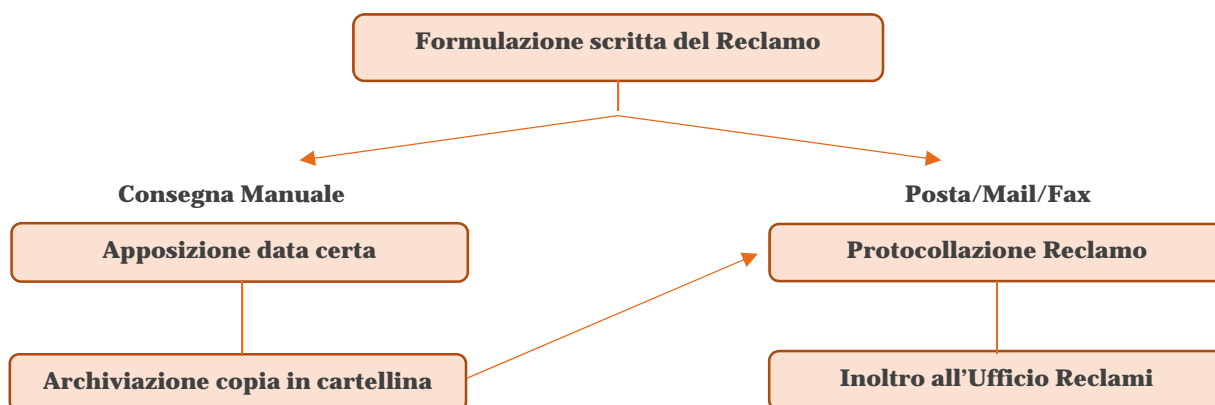 Formulazione scritta del Reclamo
Consegna Manuale
Posta/Mail/Fax
Apposizione data certa
Protocollazione Reclamo
Archiviazione copia in cartellina
Inoltro all'Ufficio Reclami